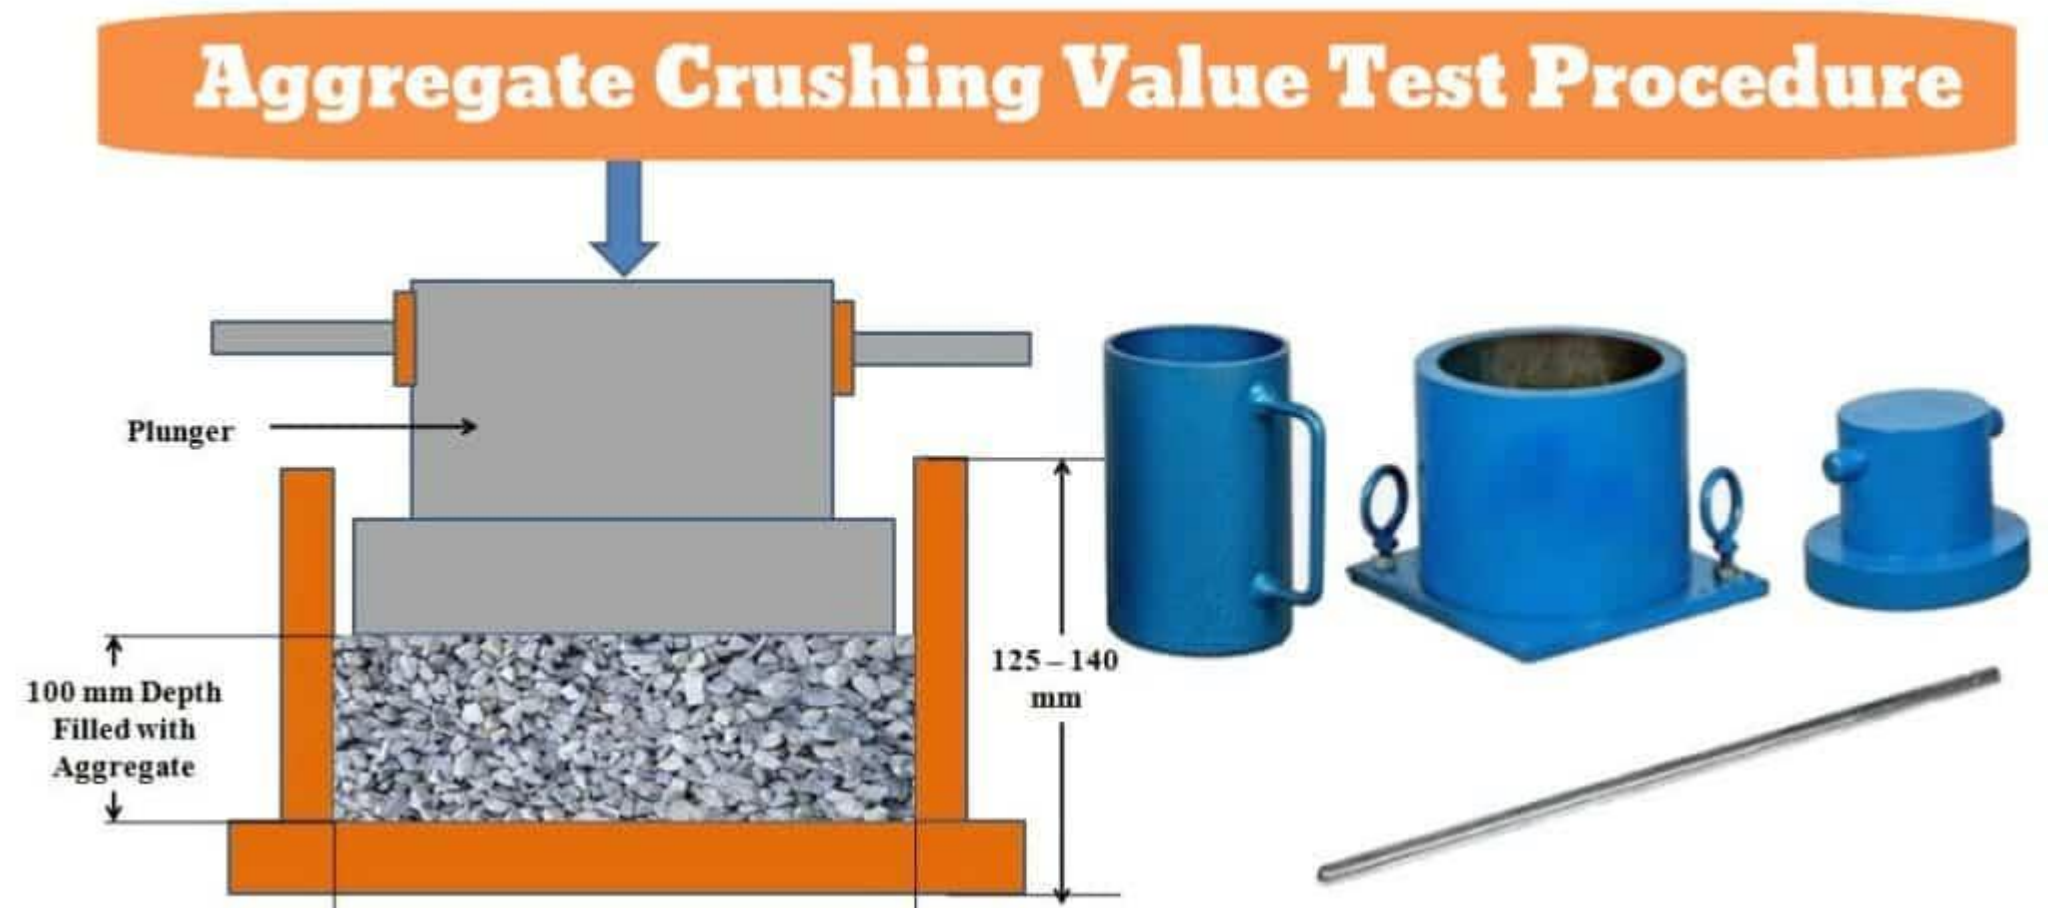 Aggregate Crushing Value Test Procedure
Plunger
100 mm Depth
Filled with
Aggregate
125 – 140
mm